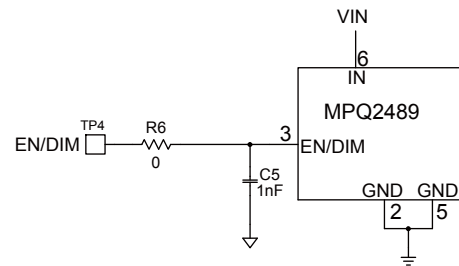 VIN
6
IN
MPQ2489
TP4
R6
EN/DIM
0
3
EN/DIM
C5
1nF
GND
GND
2
5